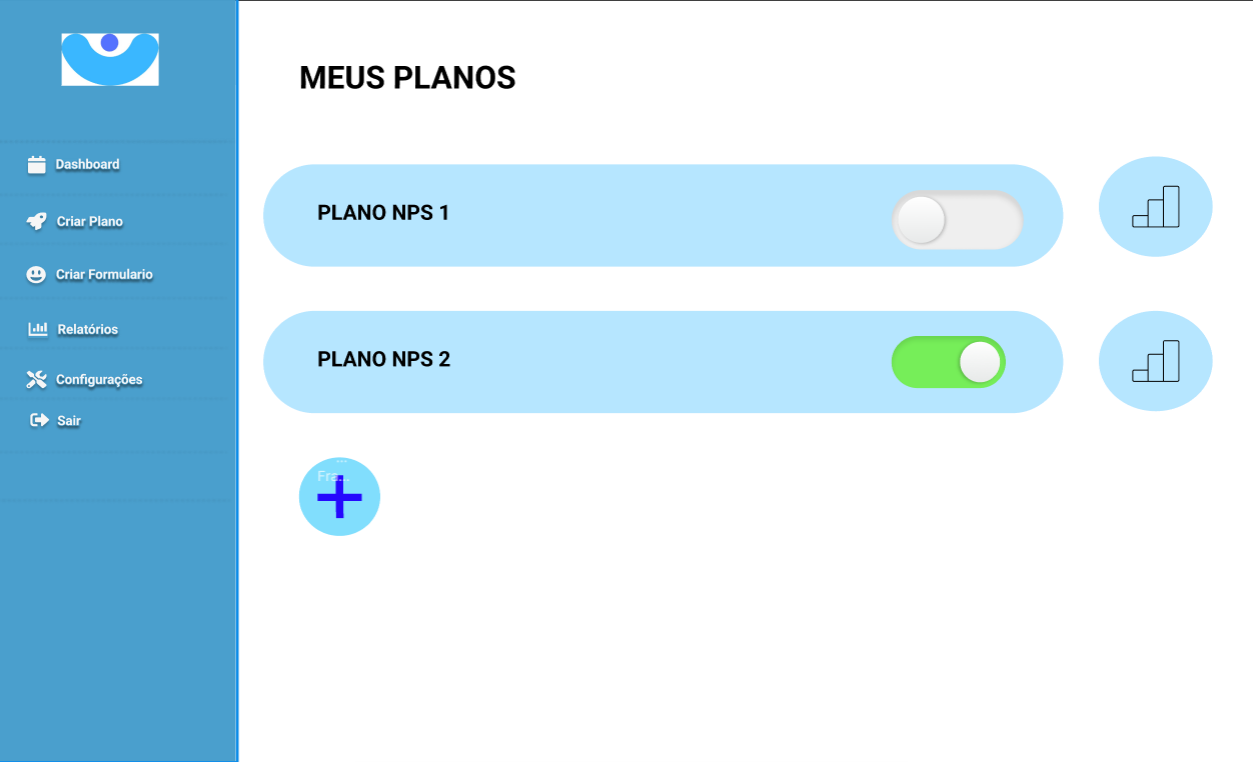 MEUS PLANOS
Dashboard
Criar Plano
Criar Formulario
Relatórios
Configurações
Sair
PLANO NPS 1
PLANO NPS 2
Fra...